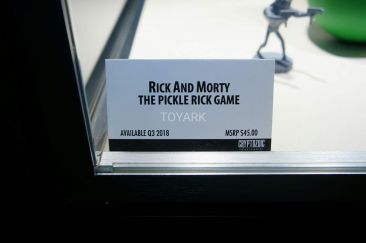 RICK AND MORTY
THE PICKLE RICK GAME
TOYARK
AVAILABLE Q3 2018 MSRP $45.00
CRYPTOZOIC